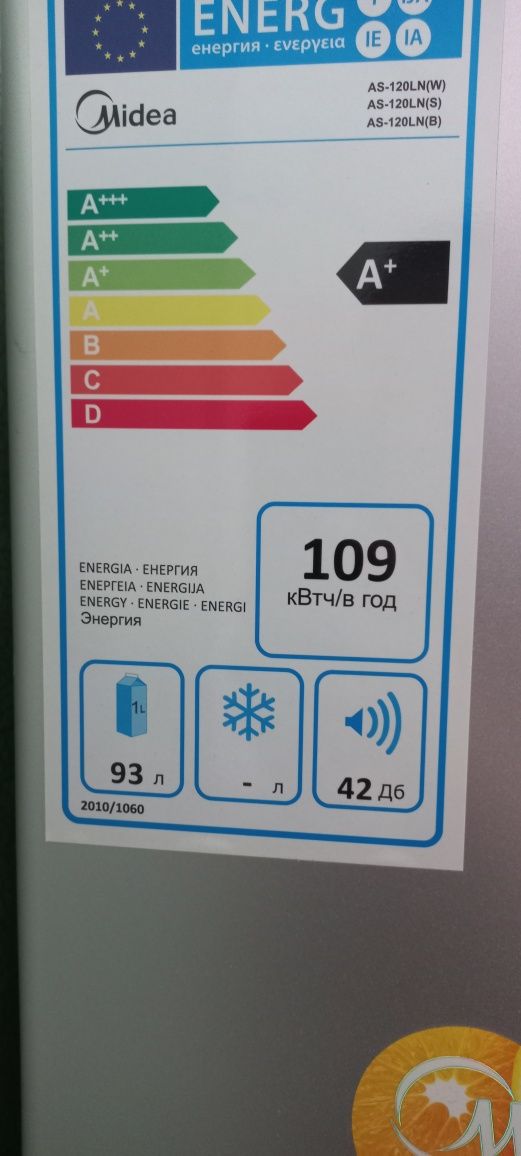 ENERG
енергия · ενεργεια
IE IA
Midea
AS-120LN(W)
AS-120LN(S)
AS-120LN(B)
A+++
A++
A+
A
B
C
D
A+
109
кВтч/в год
ENERGIA · ЕНЕРГИЯ
ΕΝΕΡΓΕΙΑ · ENERGIJA
ENERGY · ENERGIE · ENERGI
Энергия
1L
93 л
- л
42 Дб
2010/1060